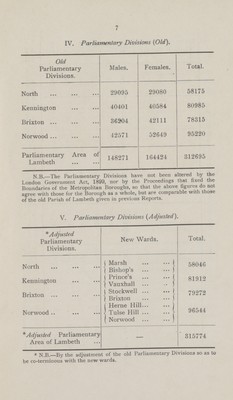 7
IV. Parliamentary Divisions (Old).
Old Parliamentary Divisions. Males. Females. Total.
North ... ... ... 29095 29080 58175
Kennington ... ... 40401 40584 80985
Brixton ... ... ... 36204 42111 78315
Norwood ... ... ... 42571 52649 95220
Parliamentary Area of Lambeth ... ... 148271 164424 312695
N.B.—The Parliamentary Divisions have not been altered by the
London Government Act, 1899, nor by the Proceedings that fixed the
Boundaries of the Metropolitan Boroughs, so that the above figures do not
agree with those for the Borough as a whole, but are comparable with those
of the old Parish of Lambeth given in previous Reports.
V. Parliamentary Divisions (Adjusted).
*Adjusted Parliamentary Divisions. New Wards. Total.
North ... ... ... Marsh ... ... 58046
Bishop's ... ...
Kennington ... ... Prince's ... ... 81912
Vauxhall ... ...
Brixton ... ... ... Stockwell ... ... 79272
Brixton ... ...
Norwood ... ... ... Herne Hill... ... 96544
Tulse Hill ... ...
Norwood ... ...
*Adjusted Parliamentary Area of Lambeth ... — 315774
* N.B.—By the adjustment of the old Parliamentary Divisions so as to
be co-terminous with the new wards.